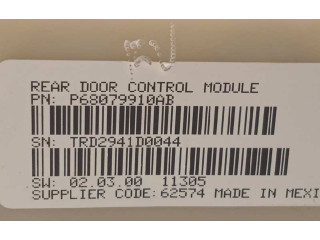 REAR DOOR CONTROL MODULE
PN: P68079910AB
SN: TRD2941D0044
SW: 02.03.00 11305
SUPPLIER CODE: 62574 MADE IN MEXI